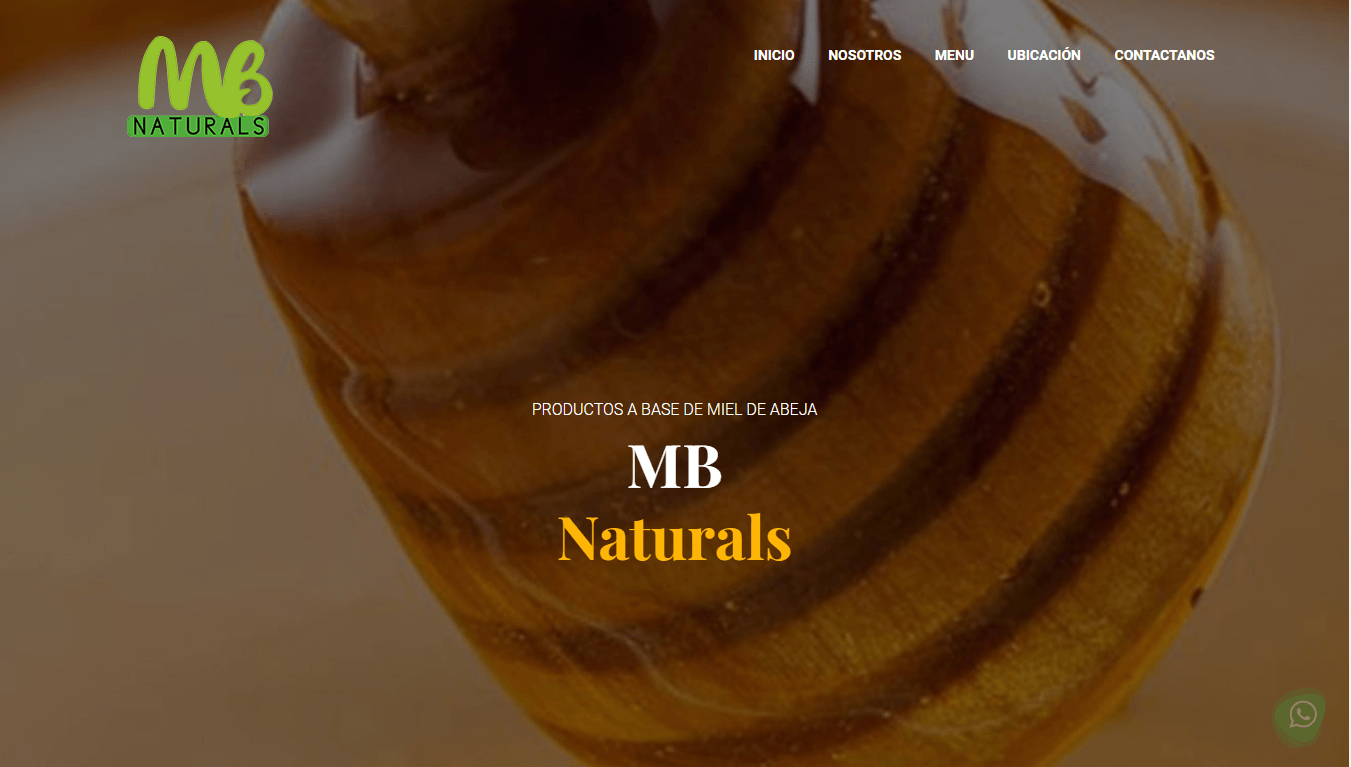 MB
NATURALS
INICIO NOSOTROS MENU UBICACIÓN CONTACTANOS
PRODUCTOS A BASE DE MIEL DE ABEJA
MB
Naturals